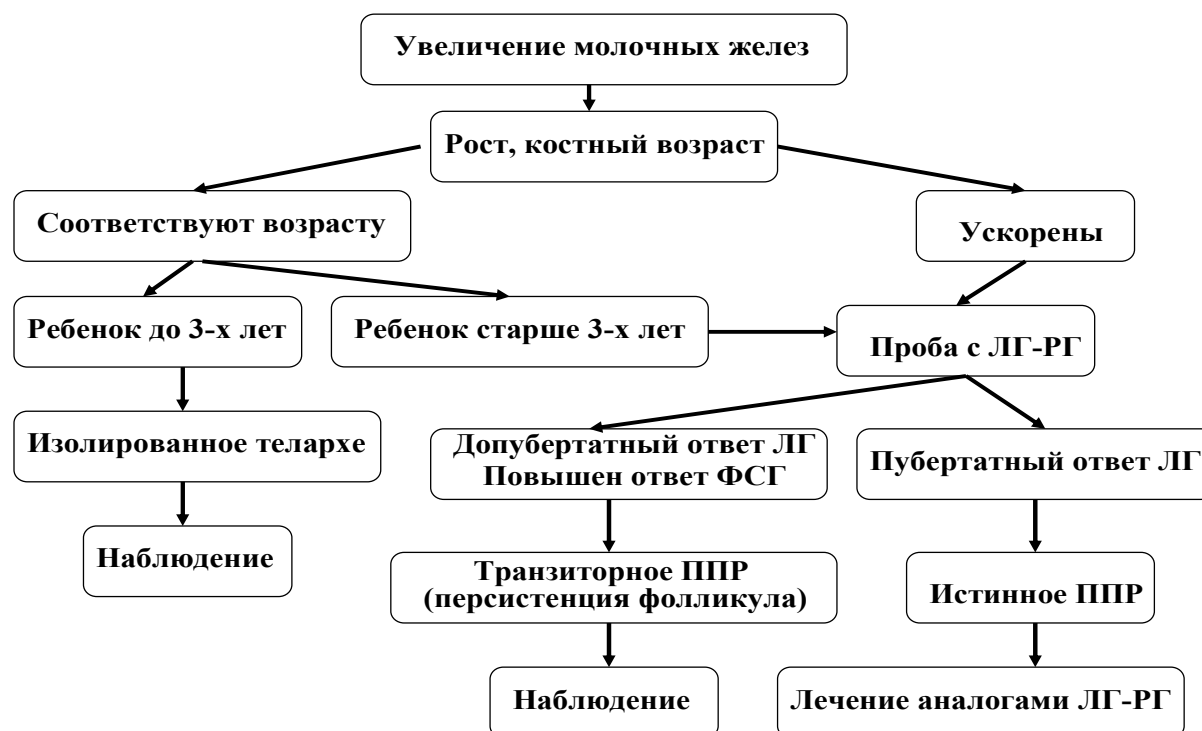 Увеличение молочных желез
Рост, костный возраст
Соответствуют возрасту
Ускорены
Ребенок до 3-х лет
Ребенок старше 3-х лет
Проба с ЛГ-РГ
Изолированное телархе
Допубертатный ответ ЛГ
Повышен ответ ФСГ
Пубертатный ответ ЛГ
Наблюдение
Транзиторное ППР
(персистенция фолликула)
Истинное ППР
Наблюдение
Лечение аналогами ЛГ-РГ